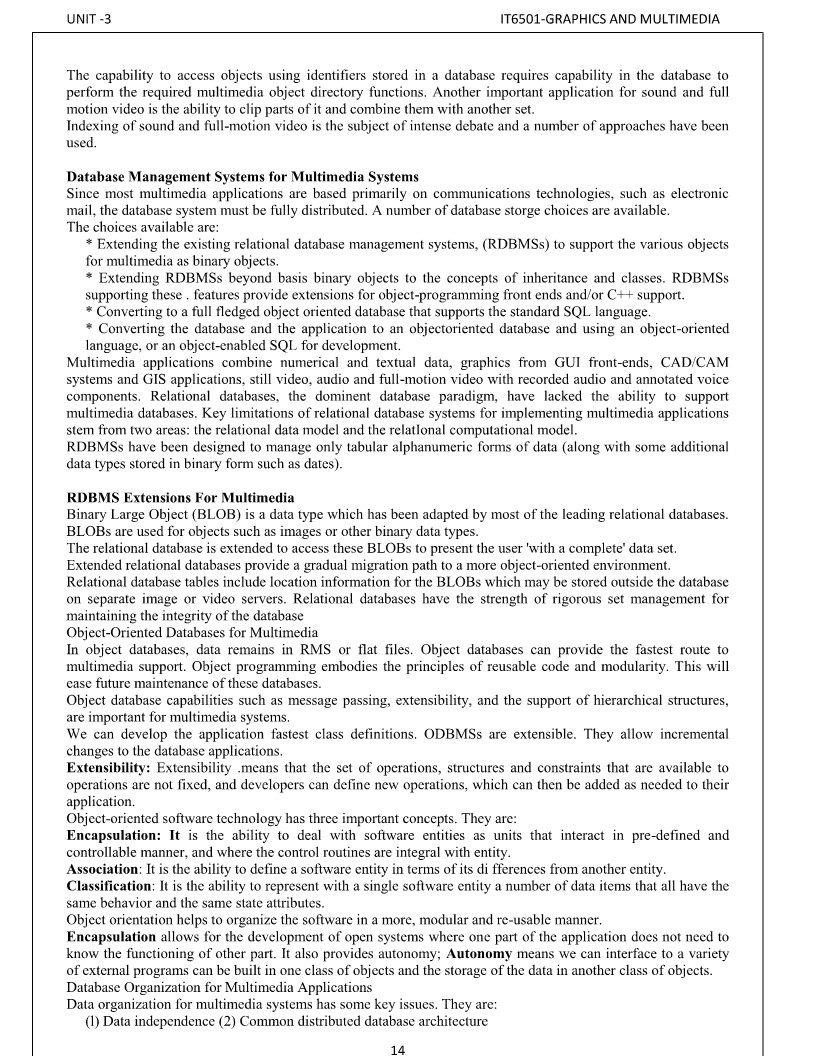 UNIT -3 IT6501-GRAPHICS AND MULTIMEDIA
The capability to access objects using identifiers stored in a database requires capability in the database to
perform the required multimedia object directory functions. Another important application for sound and full
motion video is the ability to clip parts of it and combine them with another set.
Indexing of sound and full-motion video is the subject of intense debate and a number of approaches have been
used.
Database Management Systems for Multimedia Systems
Since most multimedia applications are based primarily on communications technologies, such as electronic
mail, the database system must be fully distributed. A number of database storge choices are available.
The choices available are:
* Extending the existing relational database management systems, (RDBMSs) to support the various objects
for multimedia as binary objects.
* Extending RDBMSs beyond basis binary objects to the concepts of inheritance and classes. RDBMSs
supporting these . features provide extensions for object-programming front ends and/or C++ support.
* Converting to a full fledged object oriented database that supports the standard SQL language.
* Converting the database and the application to an objectoriented database and using an object-oriented
language, or an object-enabled SQL for development.
Multimedia applications combine numerical and textual data, graphics from GUI front-ends, CAD/CAM
systems and GIS applications, still video, audio and full-motion video with recorded audio and annotated voice
components. Relational databases, the dominent database paradigm, have lacked the ability to support
multimedia databases. Key limitations of relational database systems for implementing multimedia applications
stem from two areas: the relational data model and the relatIonal computational model.
RDBMSs have been designed to manage only tabular alphanumeric forms of data (along with some additional
data types stored in binary form such as dates).
RDBMS Extensions For Multimedia
Binary Large Object (BLOB) is a data type which has been adapted by most of the leading relational databases.
BLOBs are used for objects such as images or other binary data types.
The relational database is extended to access these BLOBs to present the user 'with a complete' data set.
Extended relational databases provide a gradual migration path to a more object-oriented environment.
Relational database tables include location information for the BLOBs which may be stored outside the database
on separate image or video servers. Relational databases have the strength of rigorous set management for
maintaining the integrity of the database
Object-Oriented Databases for Multimedia
In object databases, data remains in RMS or flat files. Object databases can provide the fastest route to
multimedia support. Object programming embodies the principles of reusable code and modularity. This will
ease future maintenance of these databases.
Object database capabilities such as message passing, extensibility, and the support of hierarchical structures,
are important for multimedia systems.
We can develop the application fastest class definitions. ODBMSs are extensible. They allow incremental
changes to the database applications.
Extensibility: Extensibility .means that the set of operations, structures and constraints that are available to
operations are not fixed, and developers can define new operations, which can then be added as needed to their
application.
Object-oriented software technology has three important concepts. They are:
Encapsulation: It is the ability to deal with software entities as units that interact in pre-defined and
controllable manner, and where the control routines are integral with entity.
Association: It is the ability to define a software entity in terms of its di fferences from another entity.
Classification: It is the ability to represent with a single software entity a number of data items that all have the
same behavior and the same state attributes.
Object orientation helps to organize the software in a more, modular and re-usable manner.
Encapsulation allows for the development of open systems where one part of the application does not need to
know the functioning of other part. It also provides autonomy; Autonomy means we can interface to a variety
of external programs can be built in one class of objects and the storage of the data in another class of objects.
Database Organization for Multimedia Applications
Data organization for multimedia systems has some key issues. They are:
(l) Data independence (2) Common distributed database architecture
14